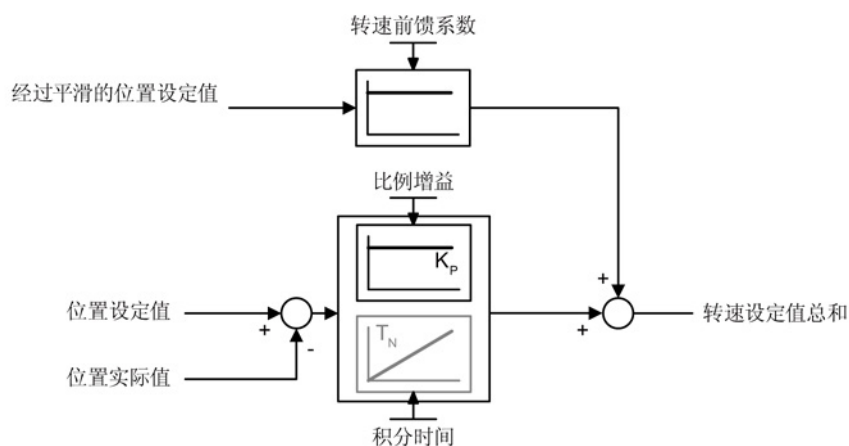 转速前馈系数
经过平滑的位置设定值
比例增益
K_P
+
位置设定值
+
+
转速设定值总和
T_N
-
位置实际值
积分时间